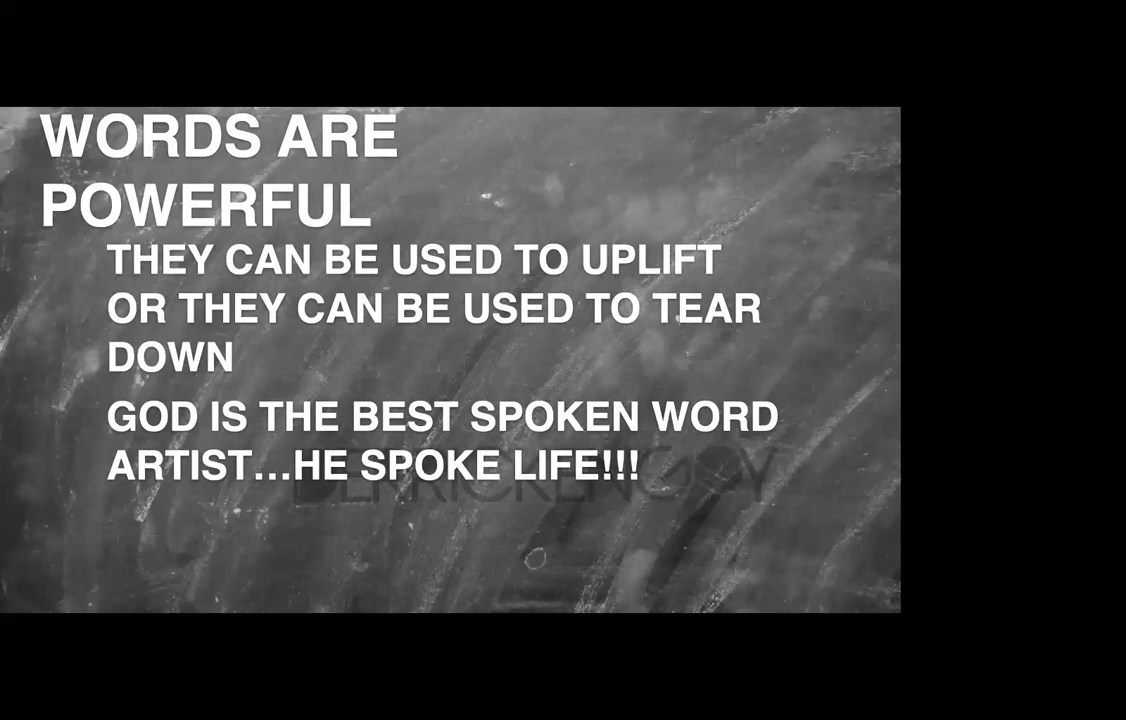 WORDS ARE
POWERFUL
THEY CAN BE USED TO UPLIFT
OR THEY CAN BE USED TO TEAR
DOWN
GOD IS THE BEST SPOKEN WORD
ARTIST...HE SPOKE LIFE!!!